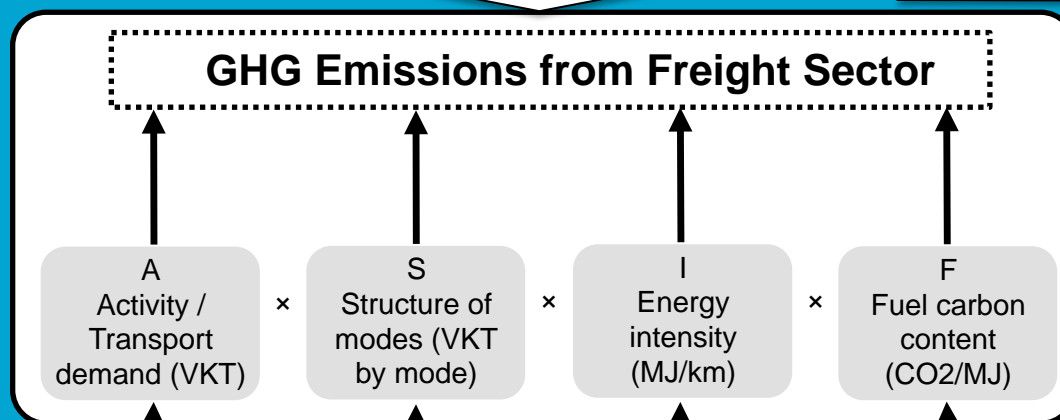 GHG Emissions from Freight Sector
A
Activity /
Transport
demand (VKT)
×
S
Structure of
modes (VKT
by mode)
×
I
Energy
intensity
(MJ/km)
×
F
Fuel carbon
content
(CO2/MJ)